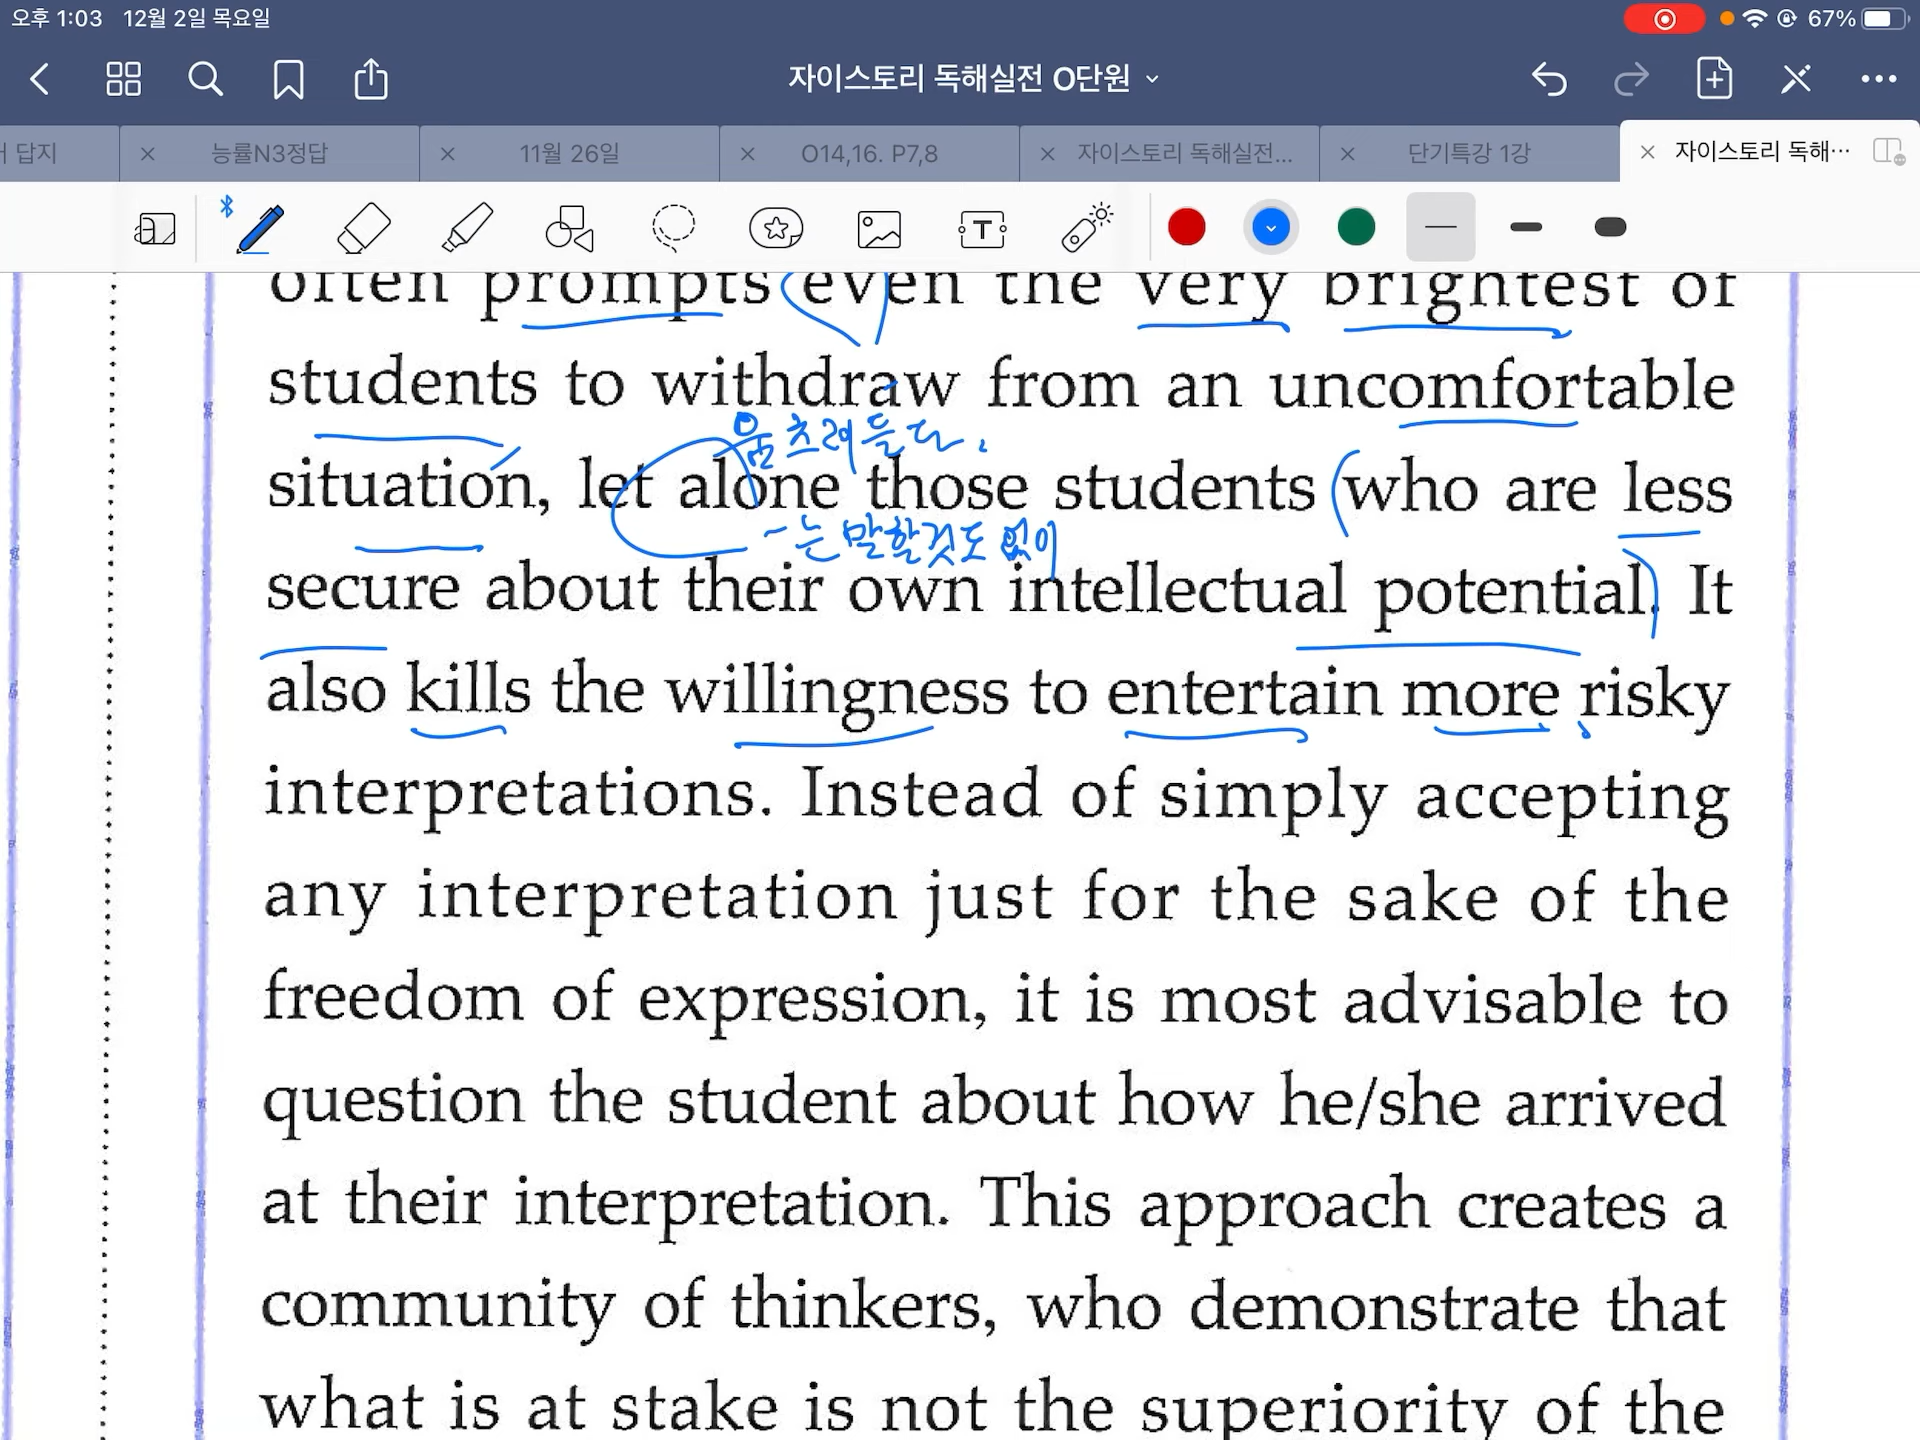 오후 1:03 12월 2일 목요일
67%
자이스토리 독해실전 O단원
답지
능률N3정답
11월 26일
O14,16. P7,8
자이스토리 독해실전...
단기특강 1강
자이스토리 독해...
often prompts even the very brightest of
students to withdraw from an uncomfortable
움츠려들다.
situation, let alone those students who are less
~는 말할것도 없이
secure about their own intellectual potential. It
also kills the willingness to entertain more risky
interpretations. Instead of simply accepting
any interpretation just for the sake of the
freedom of expression, it is most advisable to
question the student about how he/she arrived
at their interpretation. This approach creates a
community of thinkers, who demonstrate that
what is at stake is not the superiority of the